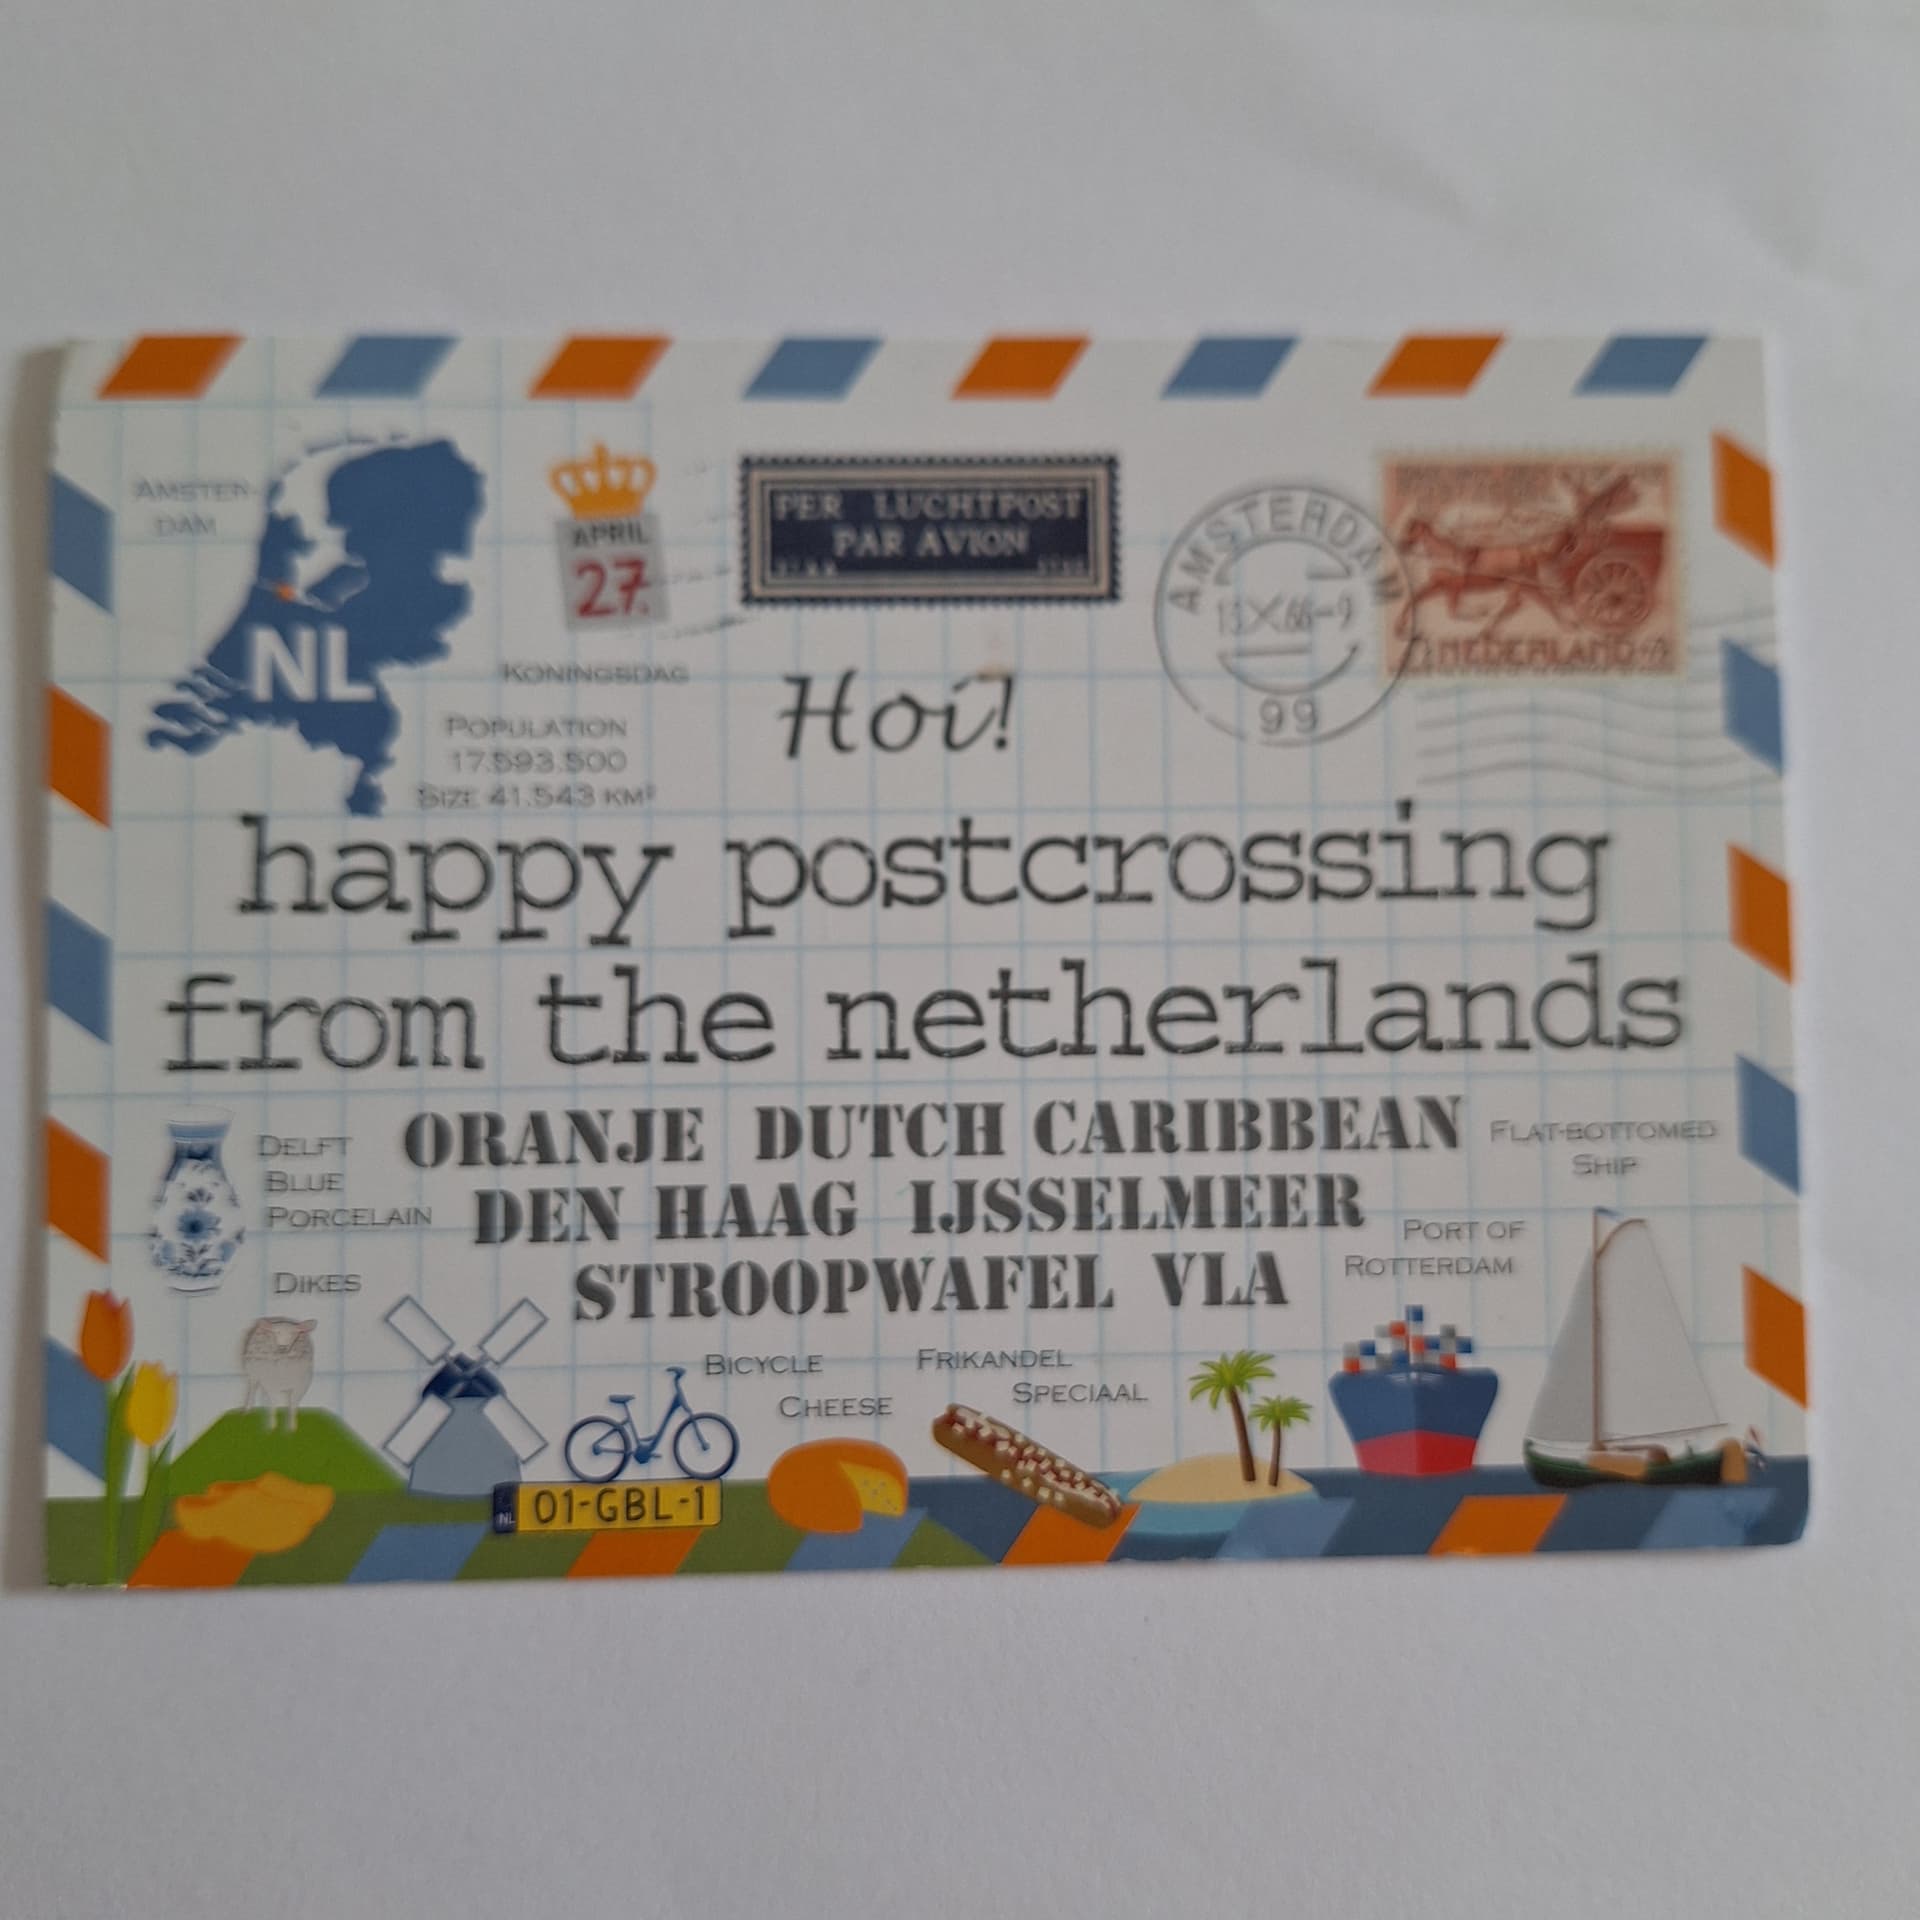 AMSTER-
DAM
NL
APRIL
27.
KONINGSDAG
POPULATION
17.593.500
SIZE 41.543 KM²
PER LUCHTPOST
PAR AVION
AMSTERDAM
99
NEDERLAND
Hoi!
happy postcrossing
from the netherlands
ORANJE DUTCH CARIBBEAN
DEN HAAG IJSSELMEER
STROOPWAFEL VLA
DELFT
BLUE
PORCELAIN
DIKES
FLAT-BOTTOMED
SHIP
PORT OF
ROTTERDAM
BICYCLE
CHEESE
FRIKANDEL
SPECIAAL
NL 01-GBL-1